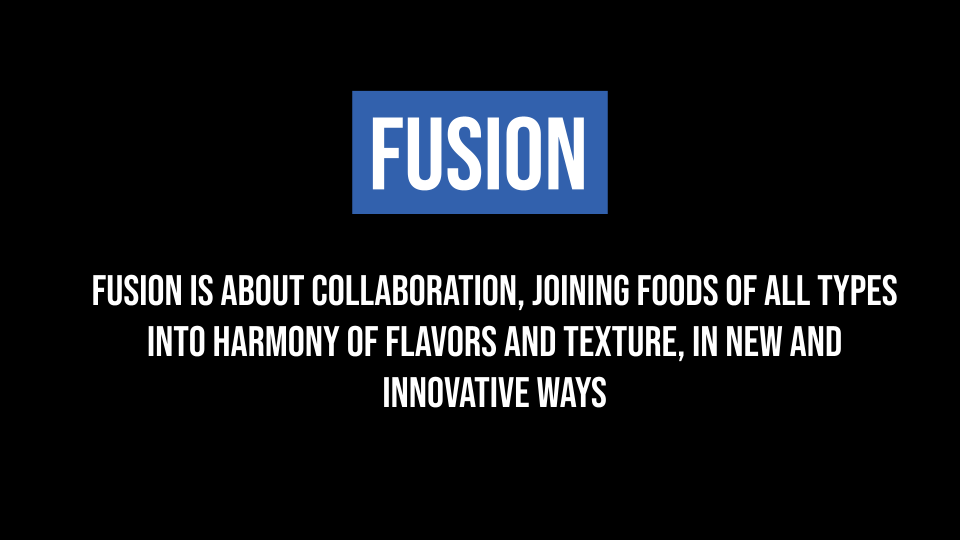 FUSION
FUSION IS ABOUT COLLABORATION, JOINING FOODS OF ALL TYPES
INTO HARMONY OF FLAVORS AND TEXTURE, IN NEW AND
INNOVATIVE WAYS